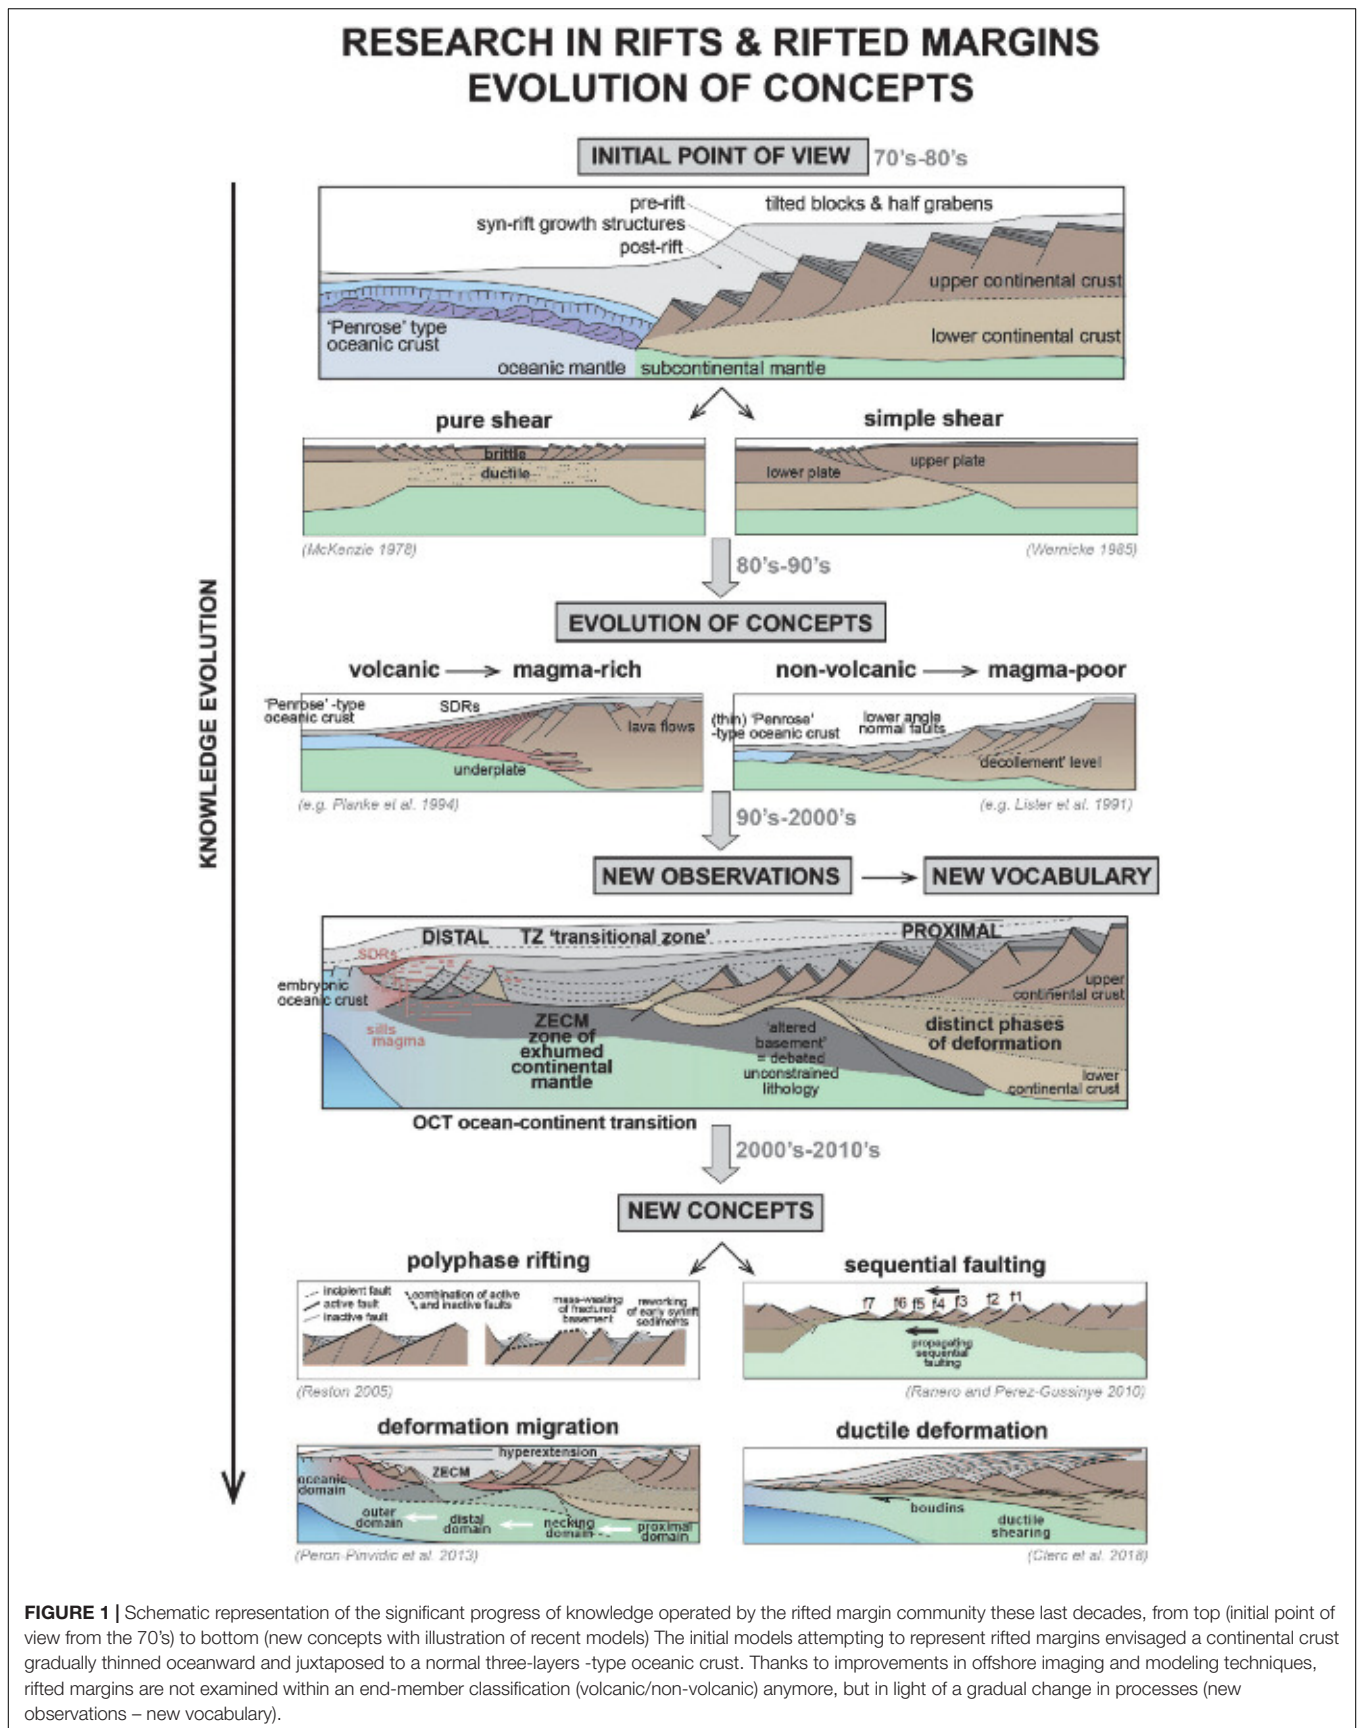 RESEARCH IN RIFTS & RIFTED MARGINS
EVOLUTION OF CONCEPTS
INITIAL POINT OF VIEW
70's-80's
pre-rift
tilted blocks & half grabens
syn-rift growth structures
post-rift
upper continental crust
'Penrose' type
oceanic crust
lower continental crust
oceanic mantle
subcontinental mantle
pure shear
simple shear
brittle
ductile
lower plate
upper plate
(McKenzie 1978)
(Wernicke 1985)
80's-90's
KNOWLEDGE EVOLUTION
EVOLUTION OF CONCEPTS
volcanic
magma-rich
non-volcanic
magma-poor
'Penrose' -type
oceanic crust
SDRs
lava flows
underplate
(thin) 'Penrose'
-type oceanic crust
lower angle
normal faults
'decollement' level
(e.g. Planke et al. 1994)
(e.g. Lister et al. 1991)
90's-2000's
NEW OBSERVATIONS
NEW VOCABULARY
DISTAL
TZ 'transitional zone'
PROXIMAL
SDRs
embryonic
oceanic crust
sills
magma
ZECM
zone of
exhumed
continental
mantle
'altered
basement'
= debated
unconstrained
lithology
upper
continental crust
distinct phases
of deformation
lower
continental crust
OCT ocean-continent transition
2000's-2010's
NEW CONCEPTS
polyphase rifting
sequential faulting
incipient fault
active fault
inactive fault
combination of active
and inactive faults
mass-wasting
of fractured
basement
reworking
of early synrift
sediments
f7
f6
f5
f4
f3
f2
f1
propagating
sequential
faulting
(Reston 2005)
(Ranero and Perez-Gussinye 2010)
deformation migration
ductile deformation
hyperextension
ZECM
oceanic
domain
outer
domain
distal
domain
necking
domain
proximal
domain
boudins
ductile
shearing
(Peron-Pinvidic et al. 2013)
(Clerc et al. 2018)
FIGURE 1 | Schematic representation of the significant progress of knowledge operated by the rifted margin community these last decades, from top (initial point of
view from the 70's) to bottom (new concepts with illustration of recent models) The initial models attempting to represent rifted margins envisaged a continental crust
gradually thinned oceanward and juxtaposed to a normal three-layers -type oceanic crust. Thanks to improvements in offshore imaging and modeling techniques,
rifted margins are not examined within an end-member classification (volcanic/non-volcanic) anymore, but in light of a gradual change in processes (new
observations – new vocabulary).